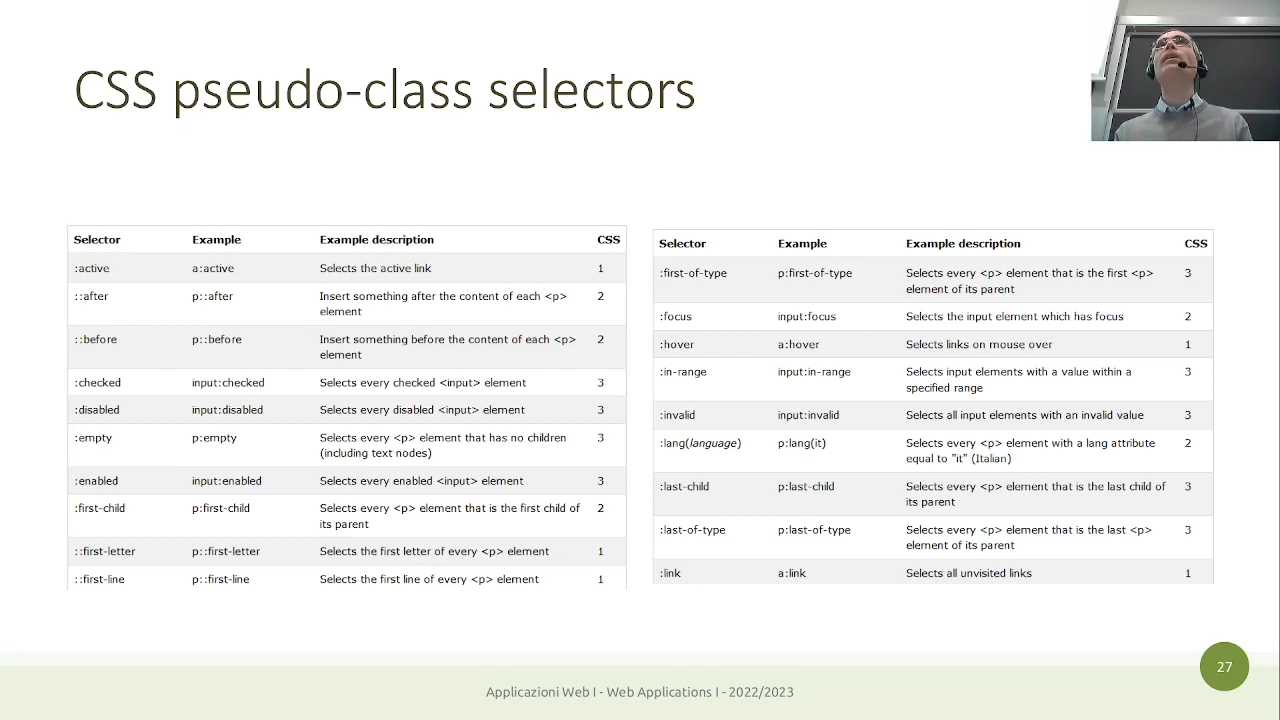 CSS pseudo-class selectors
Selector Example Example description CSS
:active a:active Selects the active link 1
::after p::after Insert something after the content of each <p> 2
element
::before p::before Insert something before the content of each <p> 2
element
:checked input:checked Selects every checked <input> element 3
:disabled input:disabled Selects every disabled <input> element 3
:empty p:empty Selects every <p> element that has no children 3
(including text nodes)
:enabled input:enabled Selects every enabled <input> element 3
:first-child p:first-child Selects every <p> element that is the first child of 2
its parent
::first-letter p::first-letter Selects the first letter of every <p> element 1
::first-line p::first-line Selects the first line of every <p> element 1
Selector Example Example description CSS
:first-of-type p:first-of-type Selects every <p> element that is the first <p> 3
element of its parent
:focus input:focus Selects the input element which has focus 2
:hover a:hover Selects links on mouse over 1
:in-range input:in-range Selects input elements with a value within a 3
specified range
:invalid input:invalid Selects all input elements with an invalid value 3
:lang(language) p:lang(it) Selects every <p> element with a lang attribute 2
equal to "it" (Italian)
:last-child p:last-child Selects every <p> element that is the last child of 3
its parent
:last-of-type p:last-of-type Selects every <p> element that is the last <p> 3
element of its parent
:link a:link Selects all unvisited links 1
27
Applicazioni Web I - Web Applications I - 2022/2023